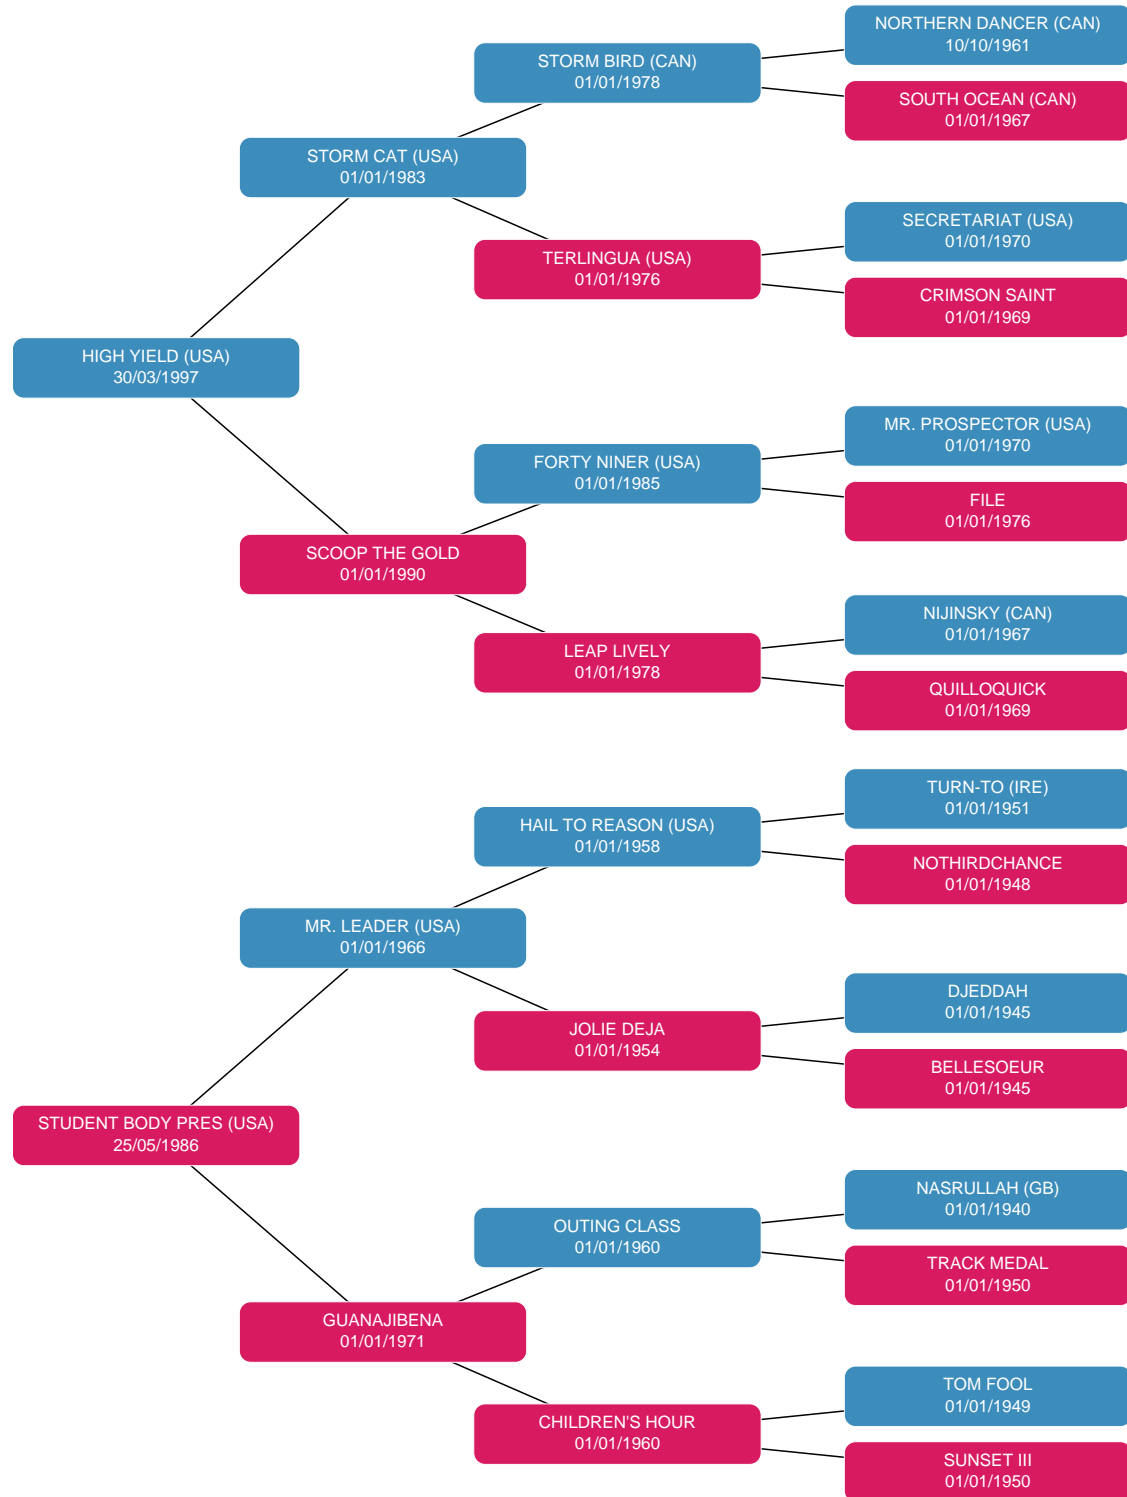 NORTHERN DANCER (CAN)
10/10/1961
STORM BIRD (CAN)
01/01/1978
SOUTH OCEAN (CAN)
01/01/1967
STORM CAT (USA)
01/01/1983
SECRETARIAT (USA)
01/01/1970
TERLINGUA (USA)
01/01/1976
CRIMSON SAINT
01/01/1969
HIGH YIELD (USA)
30/03/1997
MR. PROSPECTOR (USA)
01/01/1970
FORTY NINER (USA)
01/01/1985
FILE
01/01/1976
SCOOP THE GOLD
01/01/1990
NIJINSKY (CAN)
01/01/1967
LEAP LIVELY
01/01/1978
QUILLOQUICK
01/01/1969
TURN-TO (IRE)
01/01/1951
HAIL TO REASON (USA)
01/01/1958
NOTHIRDCHANCE
01/01/1948
MR. LEADER (USA)
01/01/1966
DJEDDAH
01/01/1945
JOLIE DEJA
01/01/1954
BELLESOEUR
01/01/1945
STUDENT BODY PRES (USA)
25/05/1986
NASRULLAH (GB)
01/01/1940
OUTING CLASS
01/01/1960
TRACK MEDAL
01/01/1950
GUANAJIBENA
01/01/1971
TOM FOOL
01/01/1949
CHILDREN'S HOUR
01/01/1960
SUNSET III
01/01/1950